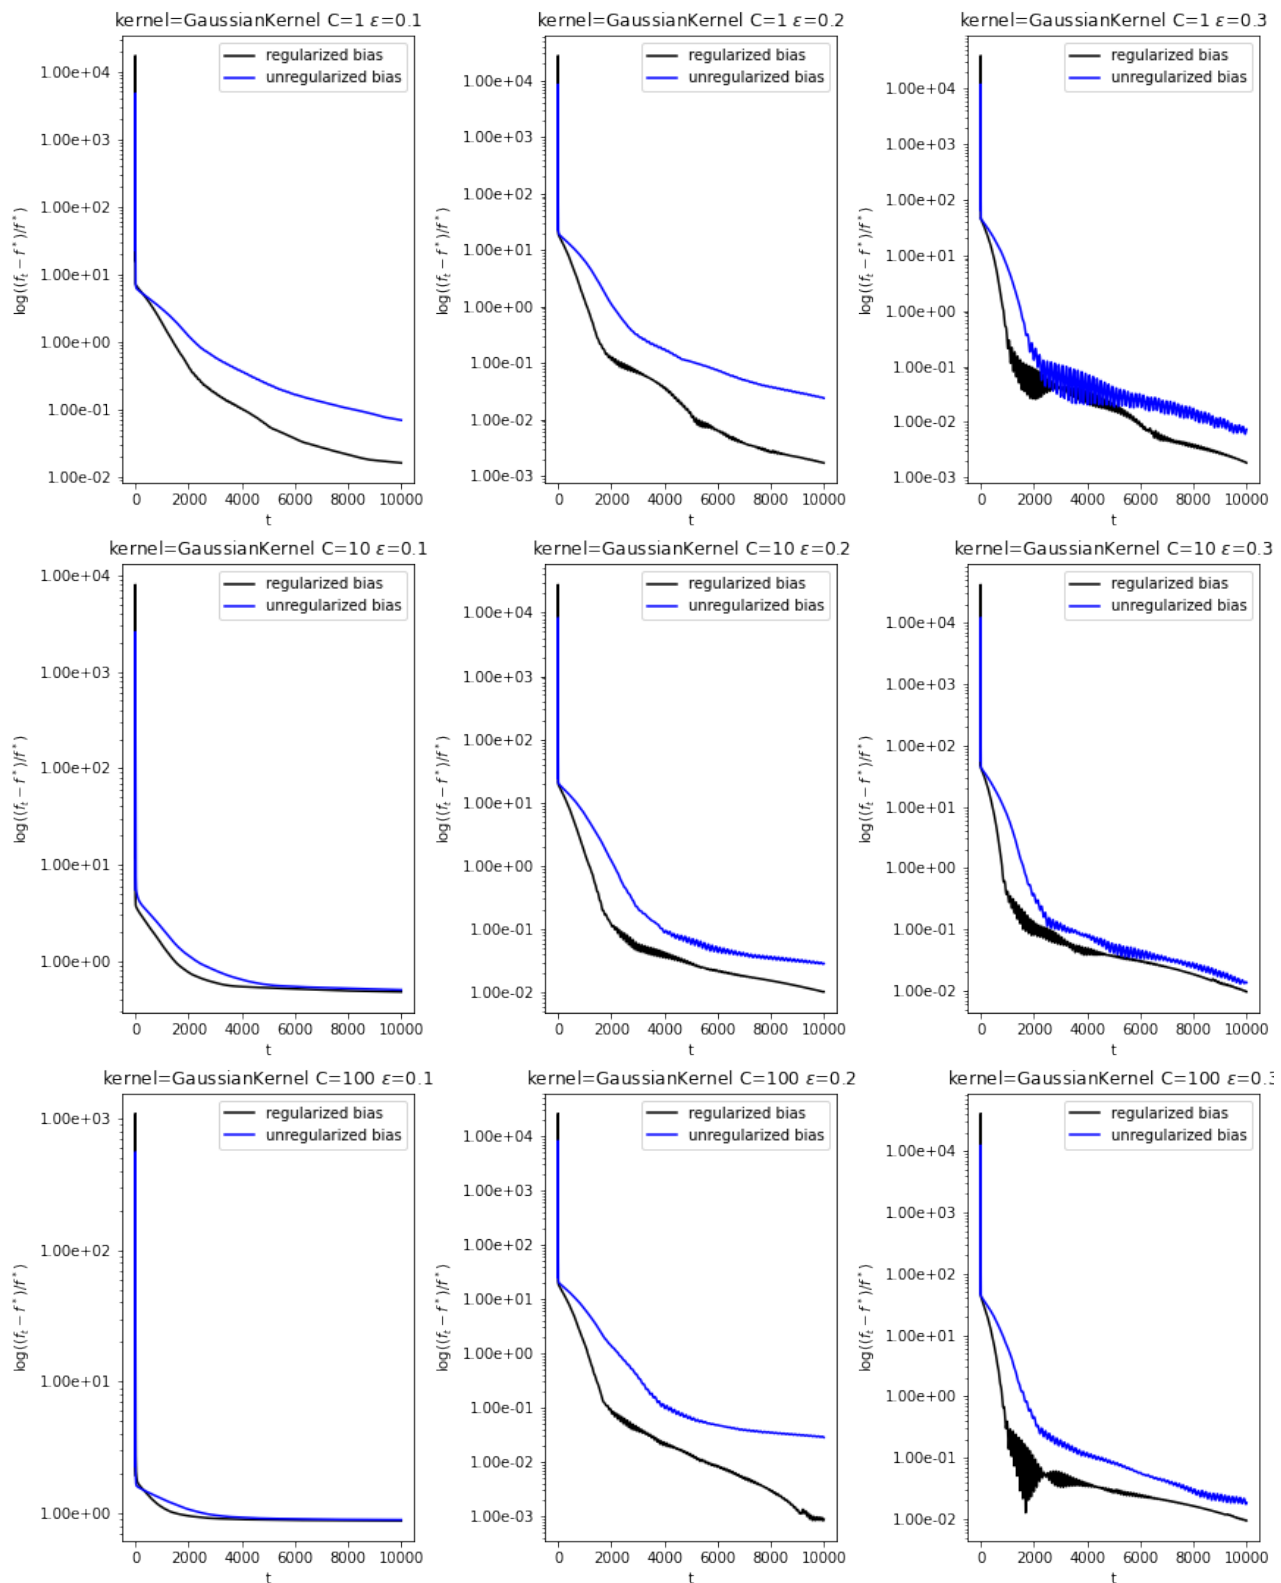 kernel=GaussianKernel C=1 ε=0.1
regularized bias
unregularized bias
1.00e+04
1.00e+03
1.00e+02
1.00e+01
1.00e+00
1.00e-01
1.00e-02
log((f_t − f*)/f*)
0 2000 4000 6000 8000 10000
t
kernel=GaussianKernel C=1 ε=0.2
regularized bias
unregularized bias
1.00e+04
1.00e+03
1.00e+02
1.00e+01
1.00e+00
1.00e-01
1.00e-02
1.00e-03
log((f_t − f*)/f*)
0 2000 4000 6000 8000 10000
t
kernel=GaussianKernel C=1 ε=0.3
regularized bias
unregularized bias
1.00e+04
1.00e+03
1.00e+02
1.00e+01
1.00e+00
1.00e-01
1.00e-02
1.00e-03
log((f_t − f*)/f*)
0 2000 4000 6000 8000 10000
t
kernel=GaussianKernel C=10 ε=0.1
regularized bias
unregularized bias
1.00e+04
1.00e+03
1.00e+02
1.00e+01
1.00e+00
log((f_t − f*)/f*)
0 2000 4000 6000 8000 10000
t
kernel=GaussianKernel C=10 ε=0.2
regularized bias
unregularized bias
1.00e+04
1.00e+03
1.00e+02
1.00e+01
1.00e+00
1.00e-01
1.00e-02
log((f_t − f*)/f*)
0 2000 4000 6000 8000 10000
t
kernel=GaussianKernel C=10 ε=0.3
regularized bias
unregularized bias
1.00e+04
1.00e+03
1.00e+02
1.00e+01
1.00e+00
1.00e-01
1.00e-02
log((f_t − f*)/f*)
0 2000 4000 6000 8000 10000
t
kernel=GaussianKernel C=100 ε=0.1
regularized bias
unregularized bias
1.00e+03
1.00e+02
1.00e+01
1.00e+00
log((f_t − f*)/f*)
0 2000 4000 6000 8000 10000
t
kernel=GaussianKernel C=100 ε=0.2
regularized bias
unregularized bias
1.00e+04
1.00e+03
1.00e+02
1.00e+01
1.00e+00
1.00e-01
1.00e-02
1.00e-03
log((f_t − f*)/f*)
0 2000 4000 6000 8000 10000
t
kernel=GaussianKernel C=100 ε=0.3
regularized bias
unregularized bias
1.00e+04
1.00e+03
1.00e+02
1.00e+01
1.00e+00
1.00e-01
1.00e-02
log((f_t − f*)/f*)
0 2000 4000 6000 8000 10000
t